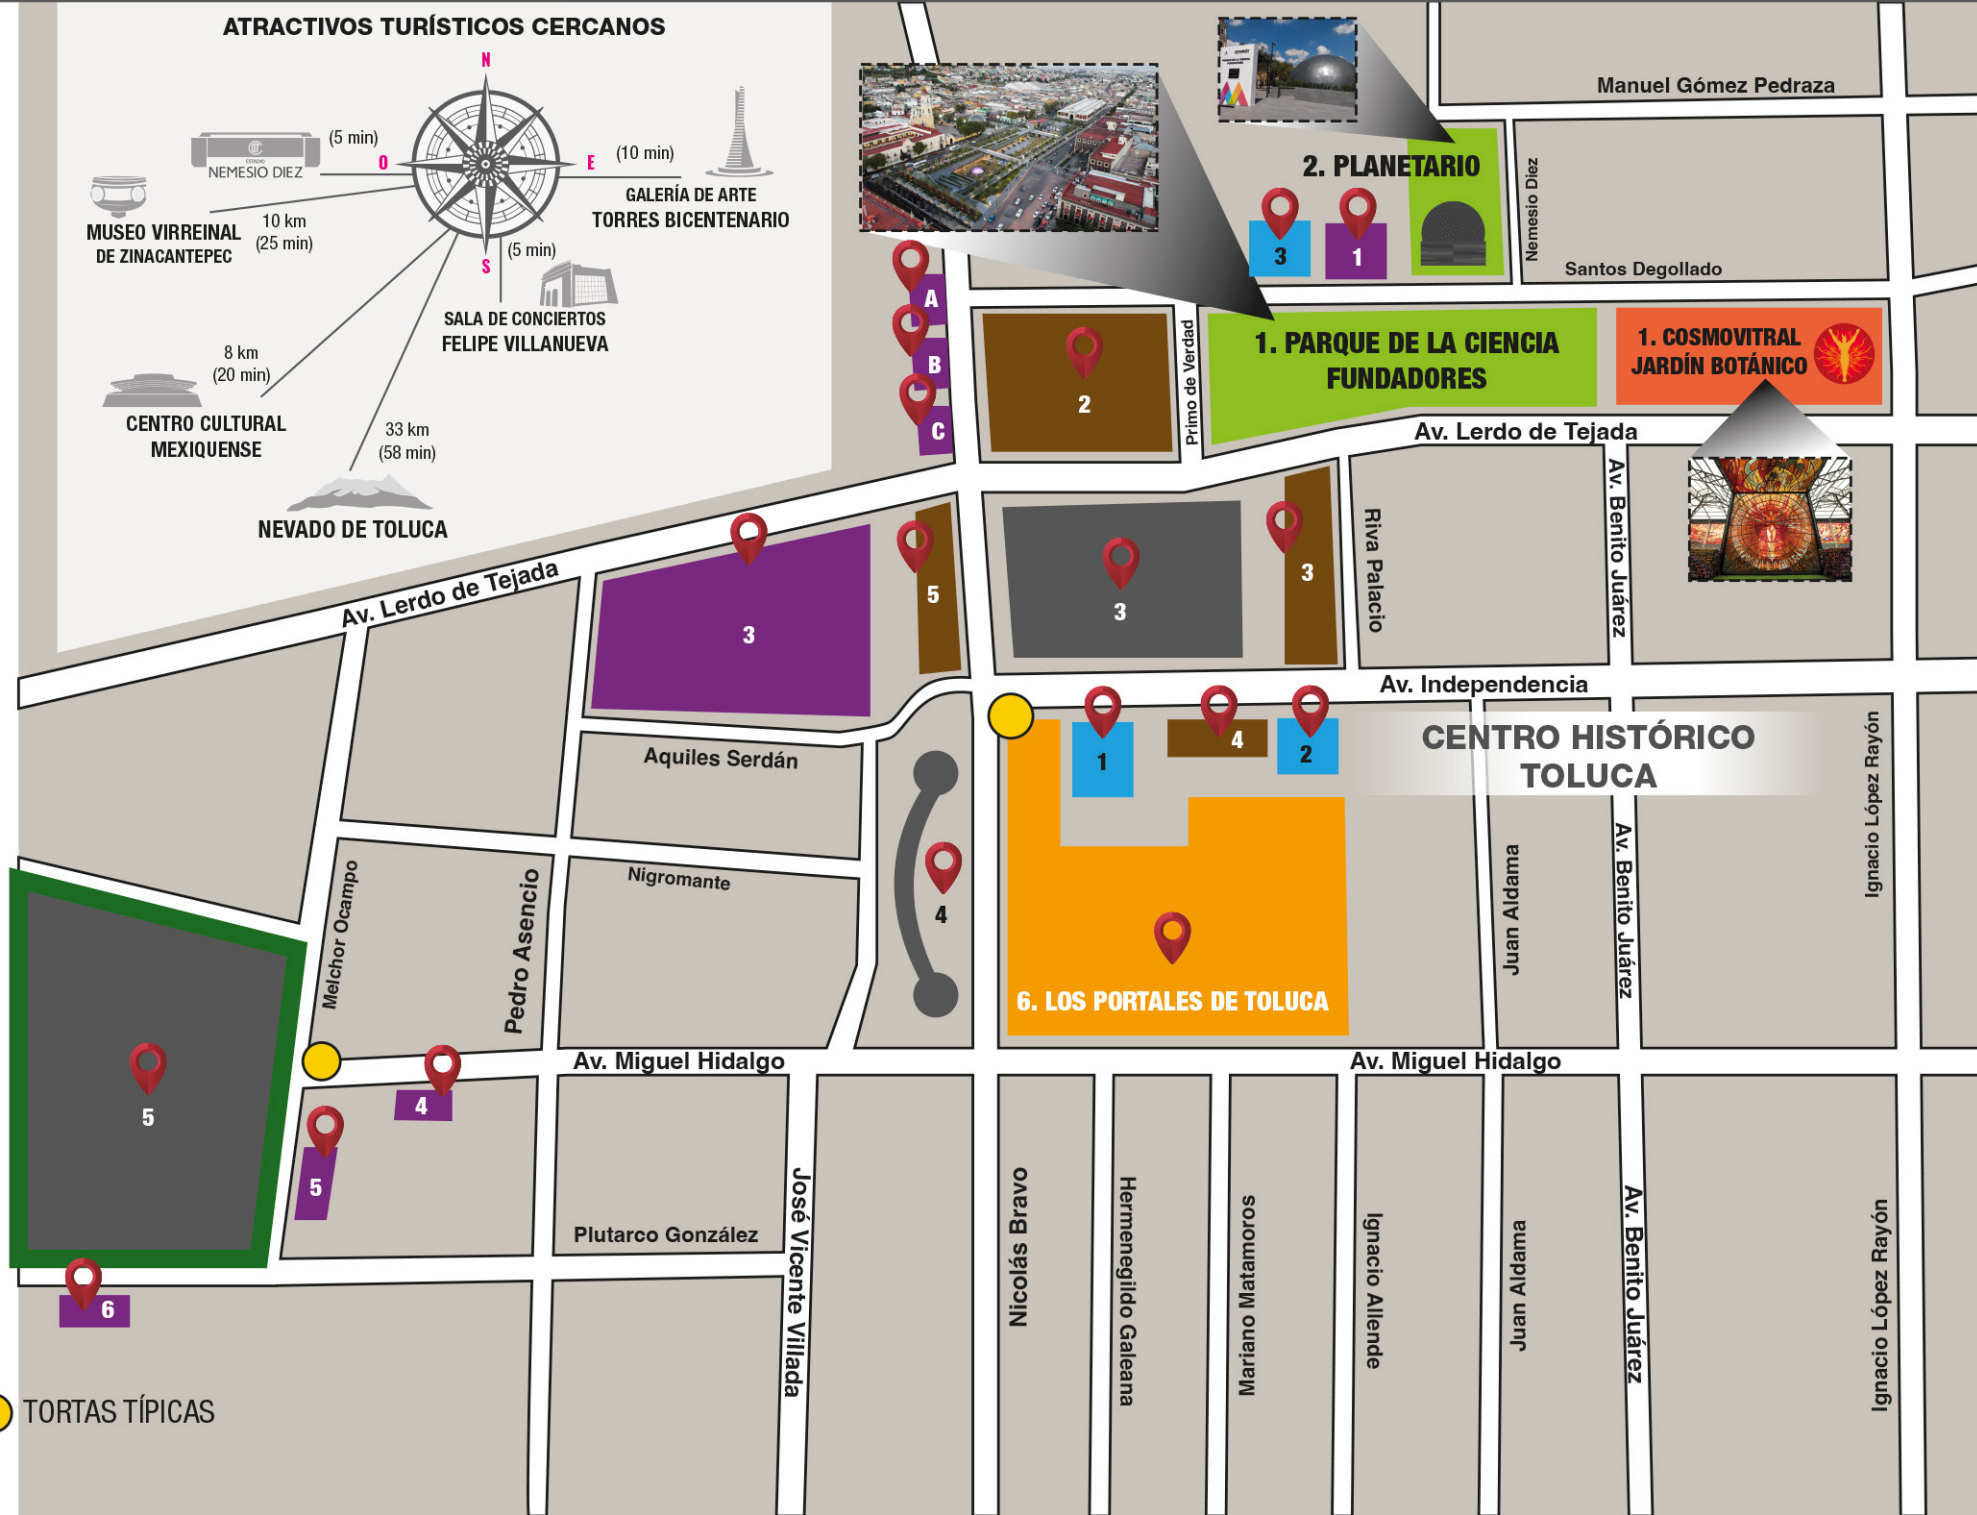 ATRACTIVOS TURÍSTICOS CERCANOS
N
O
E
S
(5 min)
ESTADIO
NEMESIO DIEZ
(10 min)
GALERÍA DE ARTE
TORRES BICENTENARIO
MUSEO VIRREINAL
DE ZINACANTEPEC
10 km
(25 min)
(5 min)
SALA DE CONCIERTOS
FELIPE VILLANUEVA
8 km
(20 min)
CENTRO CULTURAL
MEXIQUENSE
33 km
(58 min)
NEVADO DE TOLUCA
Manuel Gómez Pedraza
2. PLANETARIO
3
1
Nemesio Diez
Santos Degollado
A
B
C
2
Primo de Verdad
1. PARQUE DE LA CIENCIA
FUNDADORES
1. COSMOVITRAL
JARDÍN BOTÁNICO
Av. Lerdo de Tejada
Av. Lerdo de Tejada
3
5
3
3
Riva Palacio
Av. Benito Juárez
Av. Independencia
1
4
2
CENTRO HISTÓRICO
TOLUCA
Aquiles Serdán
Nigromante
Melchor Ocampo
Pedro Asencio
4
6. LOS PORTALES DE TOLUCA
Juan Aldama
Av. Benito Juárez
Ignacio López Rayón
Av. Miguel Hidalgo
Av. Miguel Hidalgo
5
4
5
6
Plutarco González
José Vicente Villada
Nicolás Bravo
Hermenegildo Galeana
Mariano Matamoros
Ignacio Allende
Juan Aldama
Av. Benito Juárez
Ignacio López Rayón
TORTAS TÍPICAS